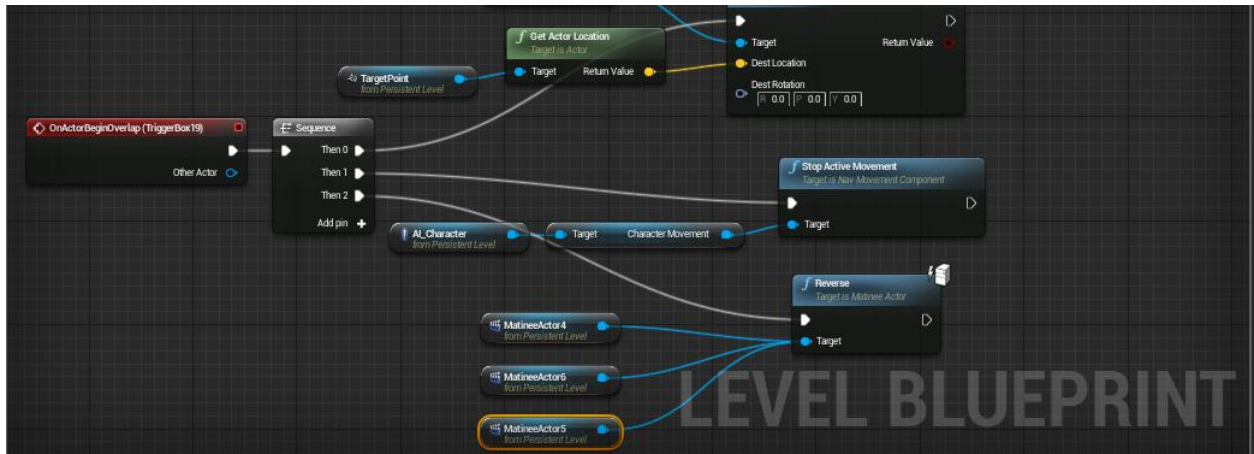 Get Actor Location
Target is Actor
Target Return Value
TargetPoint
from Persistent Level
Target Return Value
Dest Location
Dest Rotation
R 0.0 P 0.0 Y 0.0
OnActorBeginOverlap (TriggerBox19)
Other Actor
Sequence
Then 0
Then 1
Then 2
Add pin
Stop Active Movement
Target is Nav Movement Component
Target
AI_Character
from Persistent Level
Target Character Movement
Reverse
Target is Matinee Actor
Target
MatineeActor4
from Persistent Level
MatineeActor6
from Persistent Level
MatineeActor5
from Persistent Level
LEVEL BLUEPRINT